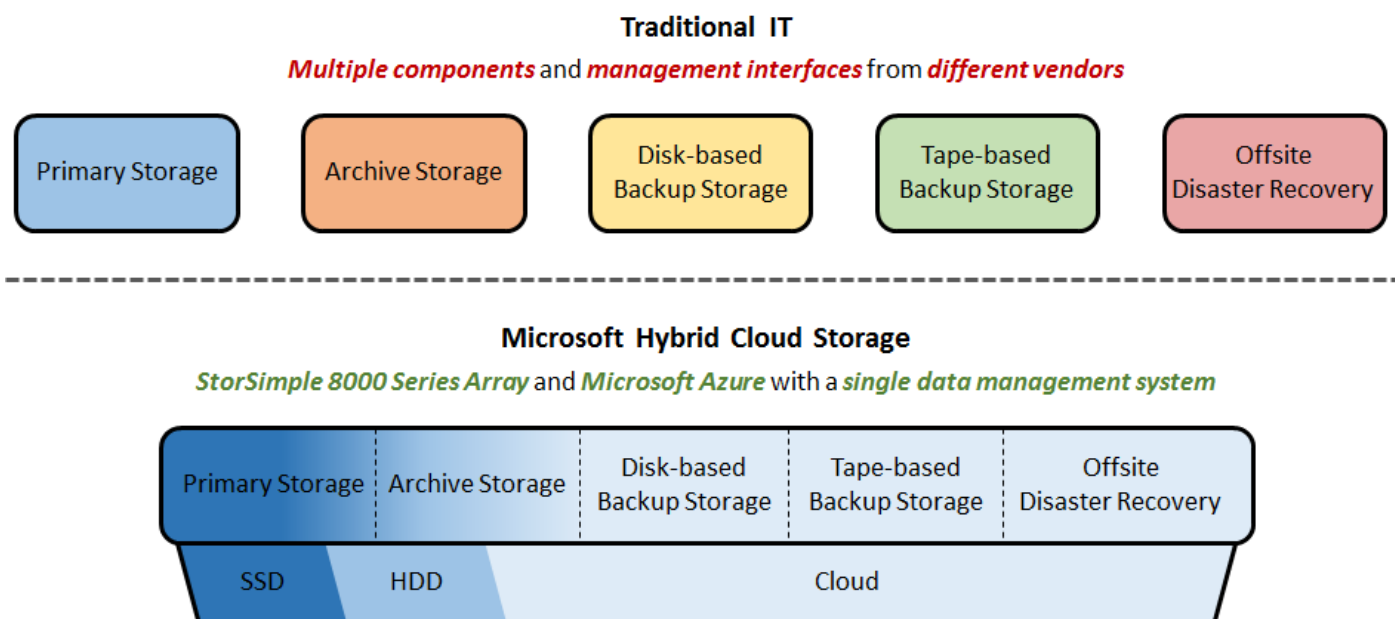 Traditional IT
Multiple components and management interfaces from different vendors
Primary Storage
Archive Storage
Disk-based
Backup Storage
Tape-based
Backup Storage
Offsite
Disaster Recovery
Microsoft Hybrid Cloud Storage
StorSimple 8000 Series Array and Microsoft Azure with a single data management system
Primary Storage
Archive Storage
Disk-based
Backup Storage
Tape-based
Backup Storage
Offsite
Disaster Recovery
SSD
HDD
Cloud